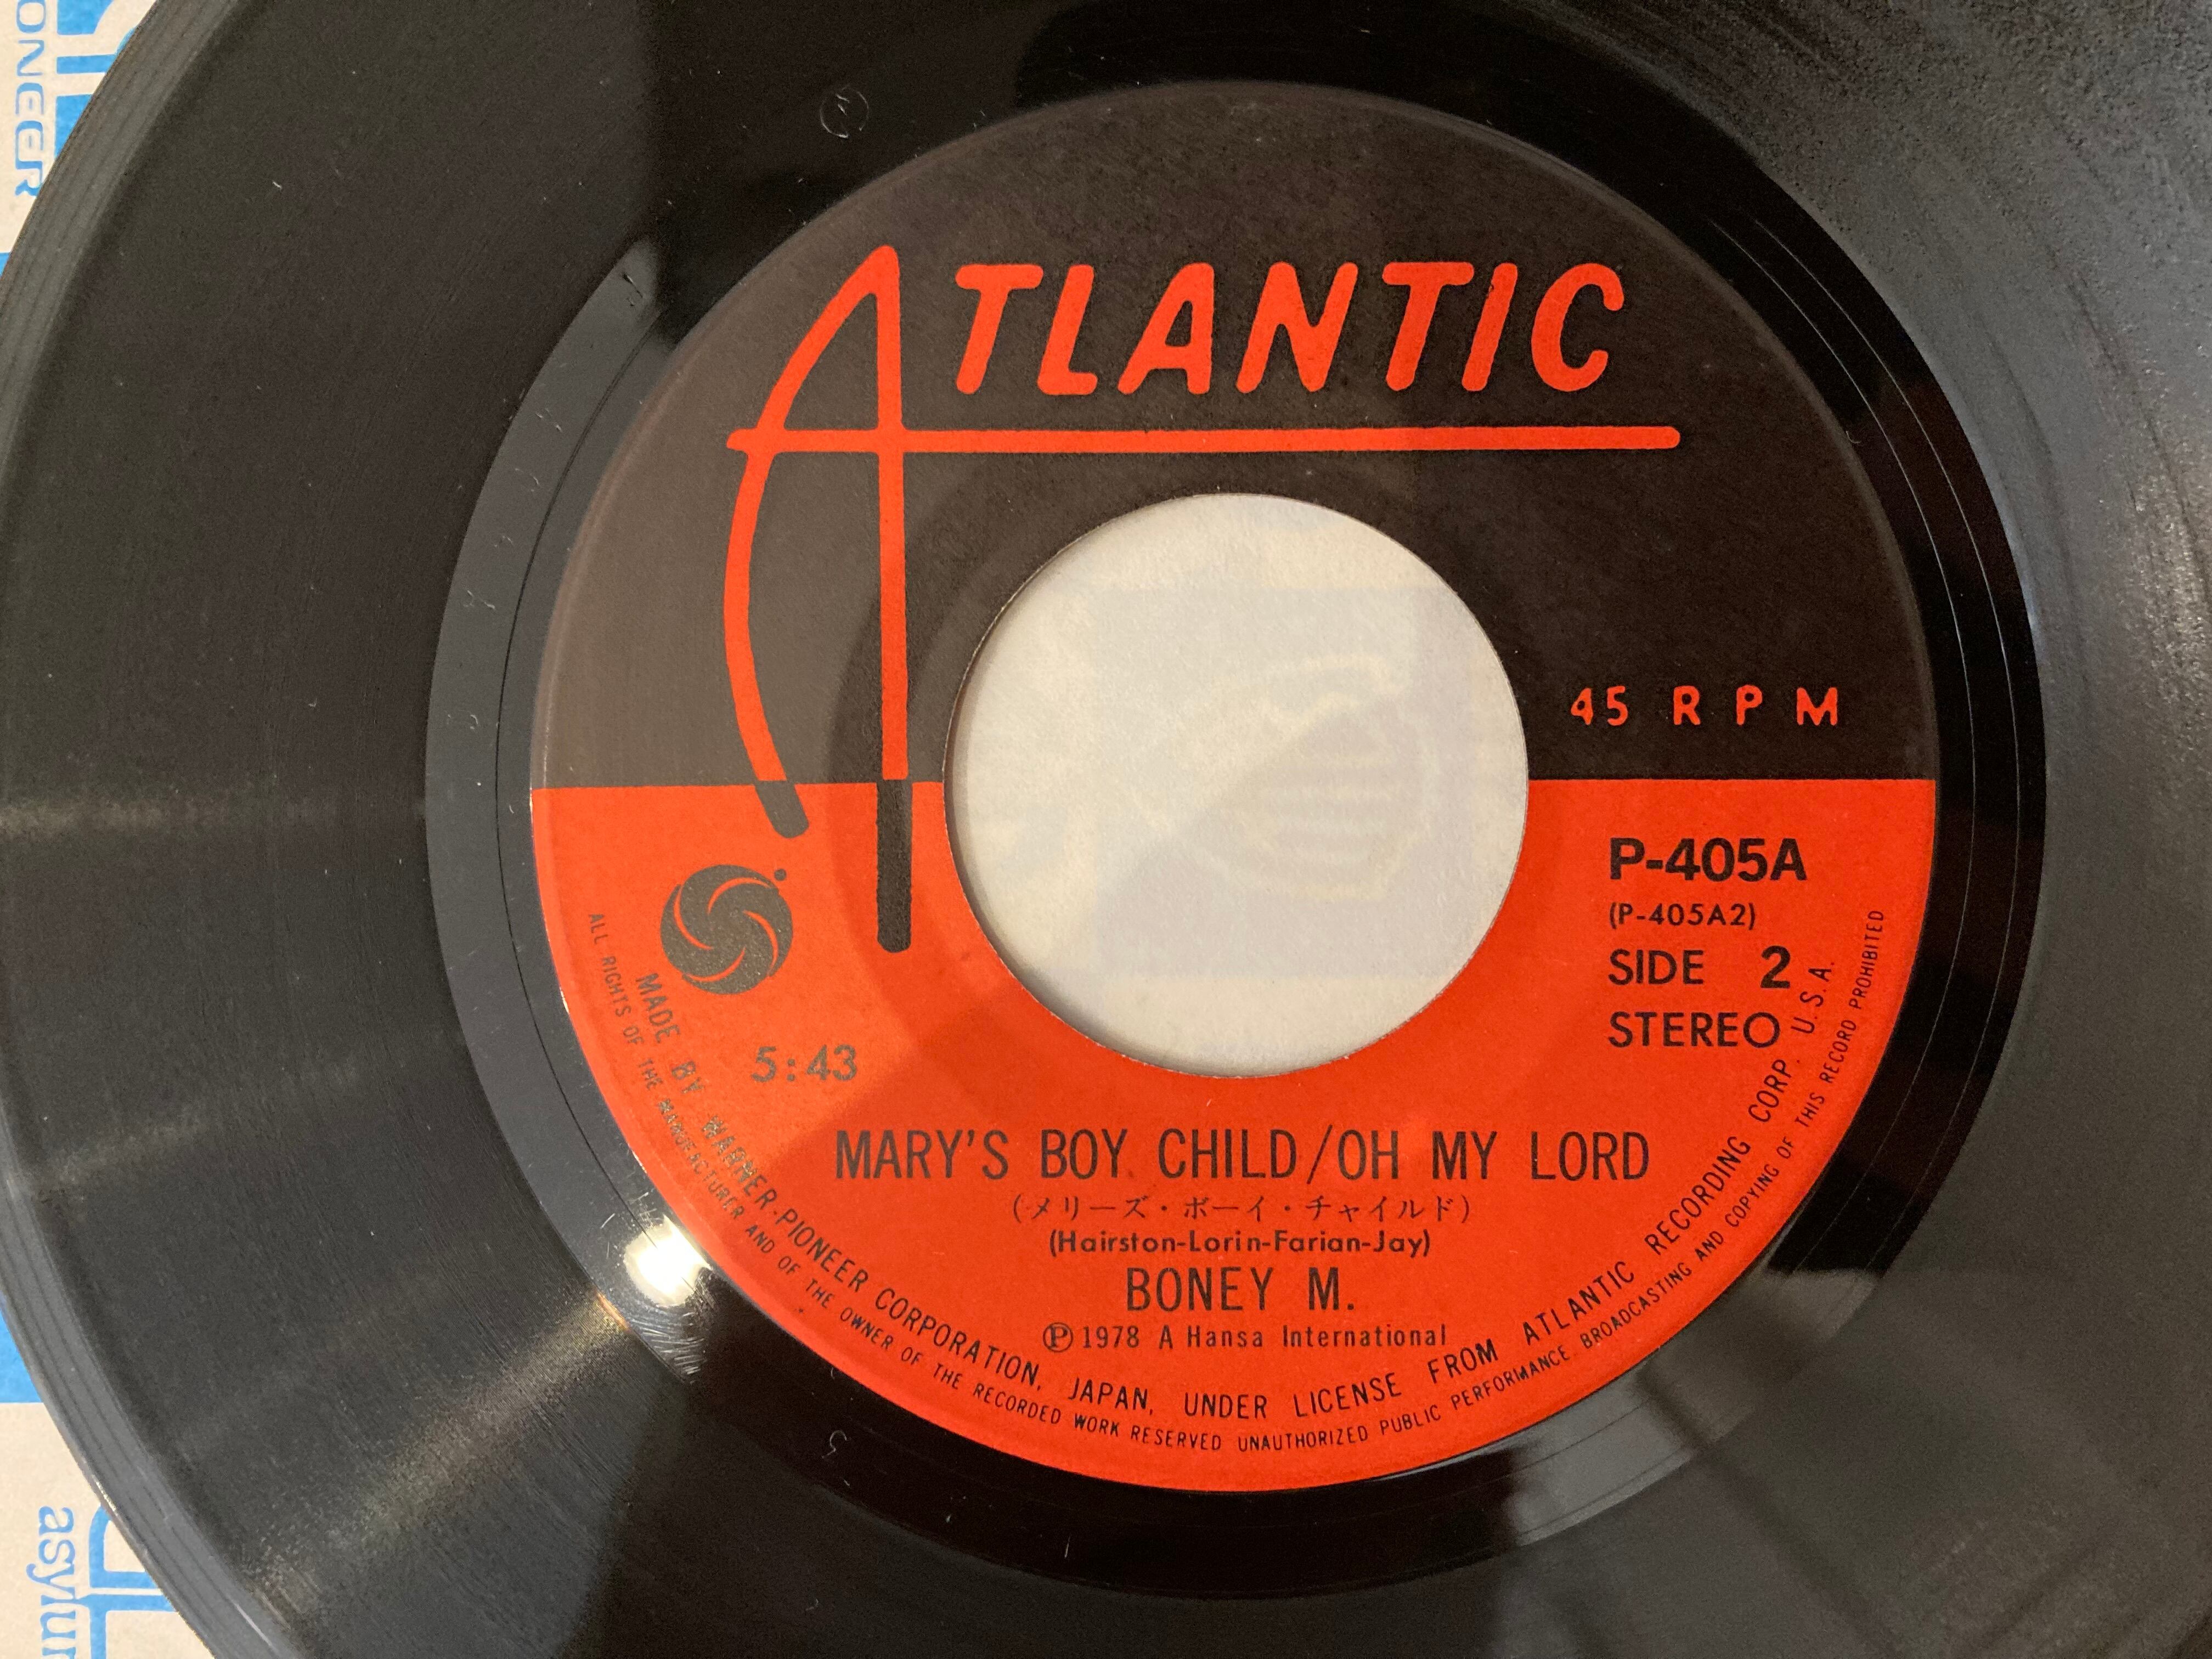 ONEER
ATLANTIC
45 RPM
P-405A
(P-405A2)
SIDE 2
STEREO
5:43
MARY'S BOY CHILD/OH MY LORD
(メリーズ・ボーイ・チャイルド)
(Hairston-Lorin-Farian-Jay)
BONEY M.
Ⓟ1978 A Hansa International
MADE BY WARNER-PIONEER CORPORATION, JAPAN, UNDER LICENSE FROM ATLANTIC RECORDING CORP. U.S.A.
ALL RIGHTS OF THE MANUFACTURER AND OF THE OWNER OF THE RECORDED WORK RESERVED UNAUTHORIZED PUBLIC PERFORMANCE. BROADCASTING AND COPYING OF THIS RECORD PROHIBITED
asylum